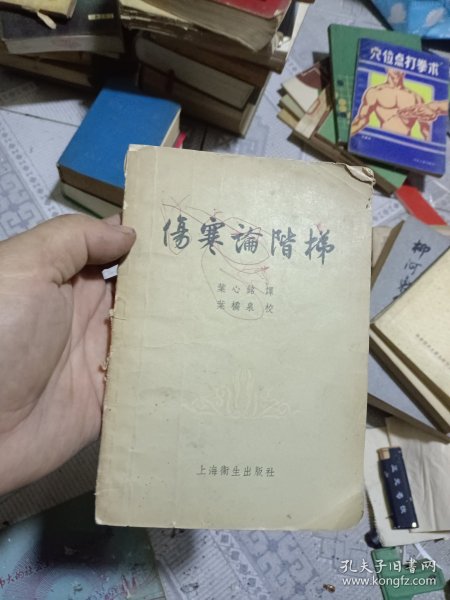 穴位点打拳术
傷寒論階梯
葉心銘 譯
葉橘泉 校
上海衛生出版社
柳河
孔夫子旧书网
www.kongfz.com